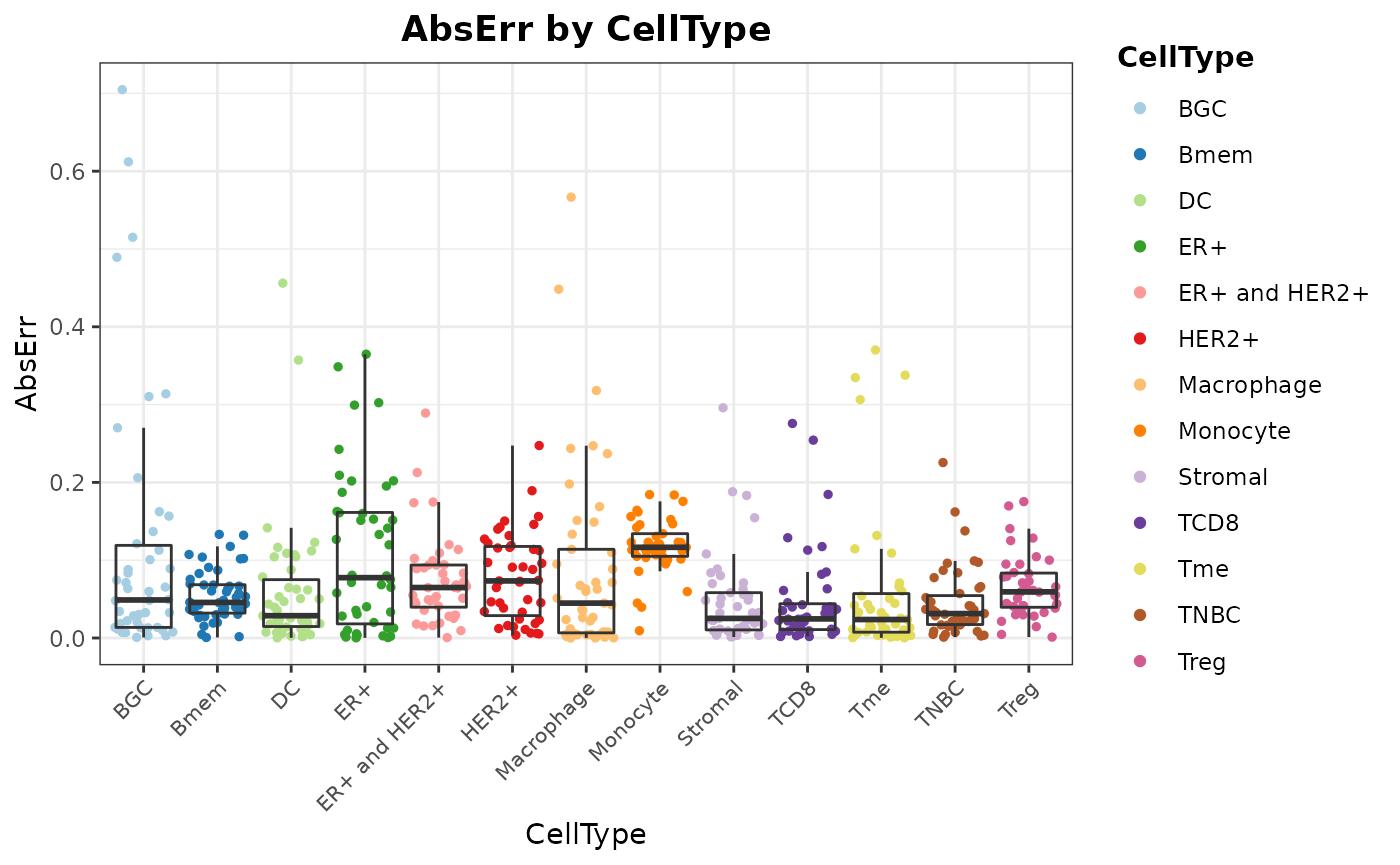 AbsErr by CellType
AbsErr
0.6
0.4
0.2
0.0
BGC
Bmem
DC
ER+
ER+ and HER2+
HER2+
Macrophage
Monocyte
Stromal
TCD8
Tme
TNBC
Treg
CellType
CellType
BGC
Bmem
DC
ER+
ER+ and HER2+
HER2+
Macrophage
Monocyte
Stromal
TCD8
Tme
TNBC
Treg